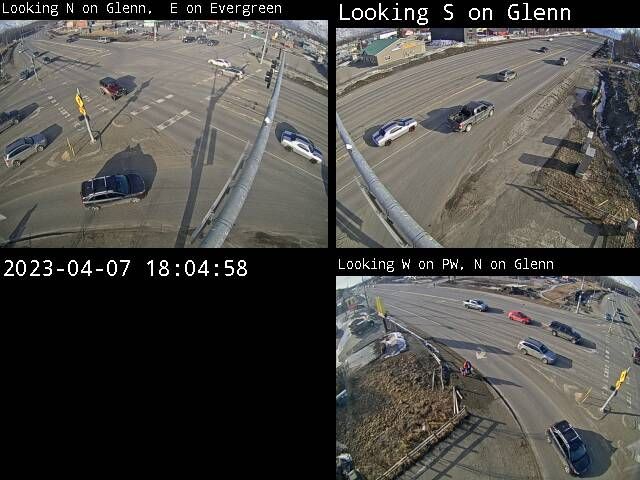 Looking N on Glenn, E on Evergreen
Looking S on Glenn
2023-04-07 18:04:58
Looking W on PW, N on Glenn